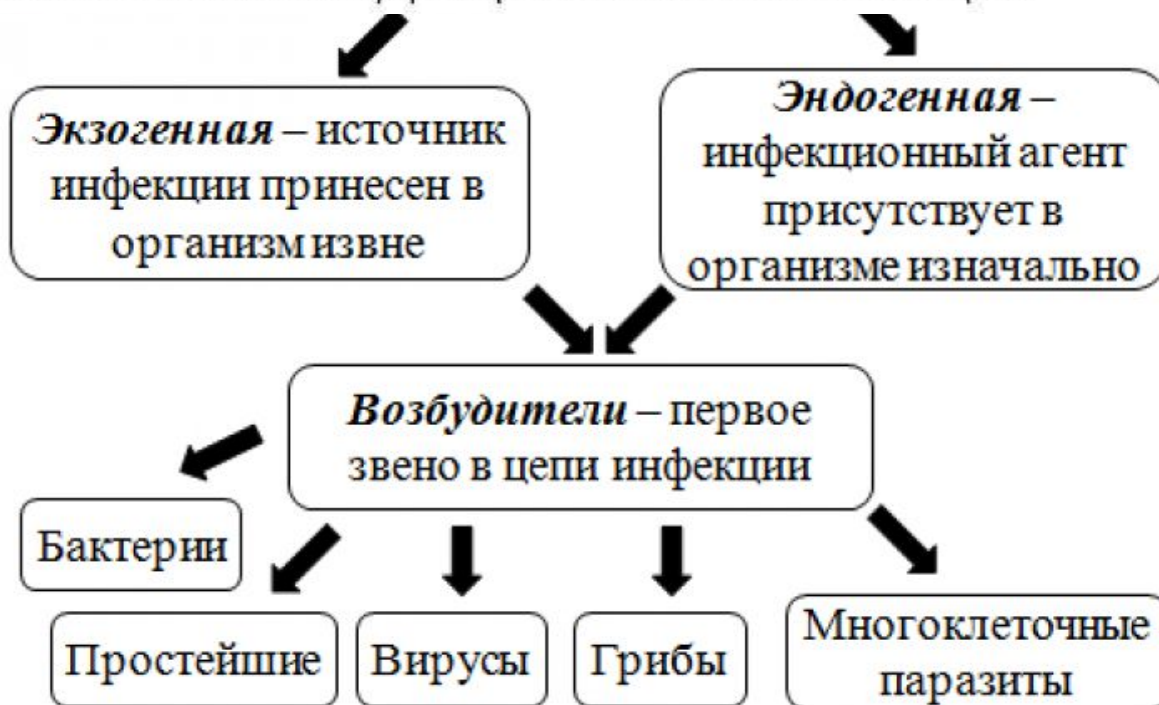 Экзогенная – источник
инфекции принесен в
организм извне
Эндогенная –
инфекционный агент
присутствует в
организме изначально
Возбудители – первое
звено в цепи инфекции
Бактерии
Простейшие
Вирусы
Грибы
Многоклеточные
паразиты